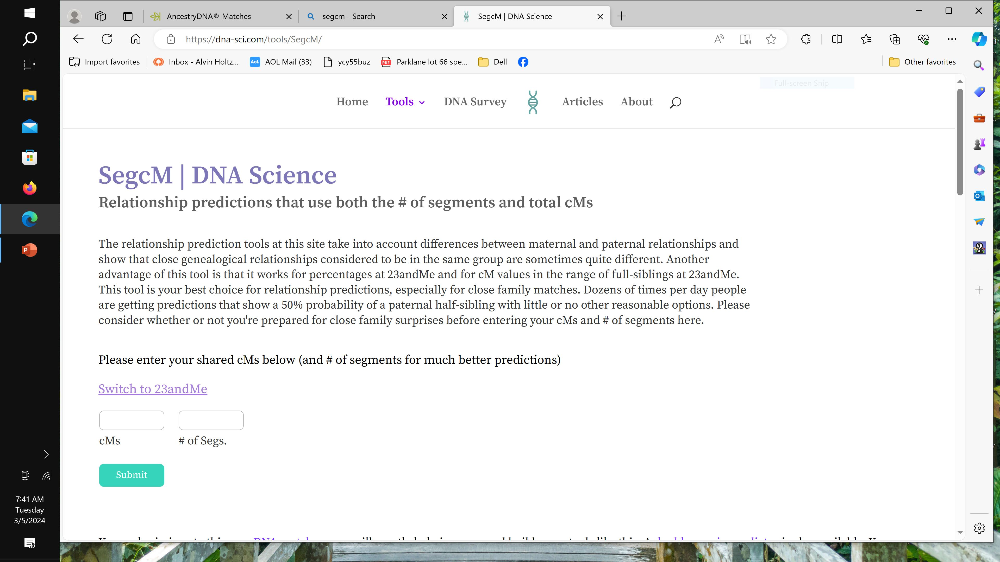 AncestryDNA® Matches
segcm - Search
SegcM | DNA Science
https://dna-sci.com/tools/SegcM/
Import favorites
Inbox - Alvin Holtz...
Aol.
AOL Mail (33)
ycy55buz
PDF
Parklane lot 66 spe...
Dell
Other favorites
Full-screen Snip
Home
Tools
DNA Survey
Articles
About
SegcM | DNA Science
Relationship predictions that use both the # of segments and total cMs
The relationship prediction tools at this site take into account differences between maternal and paternal relationships and
show that close genealogical relationships considered to be in the same group are sometimes quite different. Another
advantage of this tool is that it works for percentages at 23andMe and for cM values in the range of full-siblings at 23andMe.
This tool is your best choice for relationship predictions, especially for close family matches. Dozens of times per day people
are getting predictions that show a 50% probability of a paternal half-sibling with little or no other reasonable options. Please
consider whether or not you're prepared for close family surprises before entering your cMs and # of segments here.
Please enter your shared cMs below (and # of segments for much better predictions)
Switch to 23andMe
cMs
# of Segs.
Submit
7:41 AM
Tuesday
3/5/2024